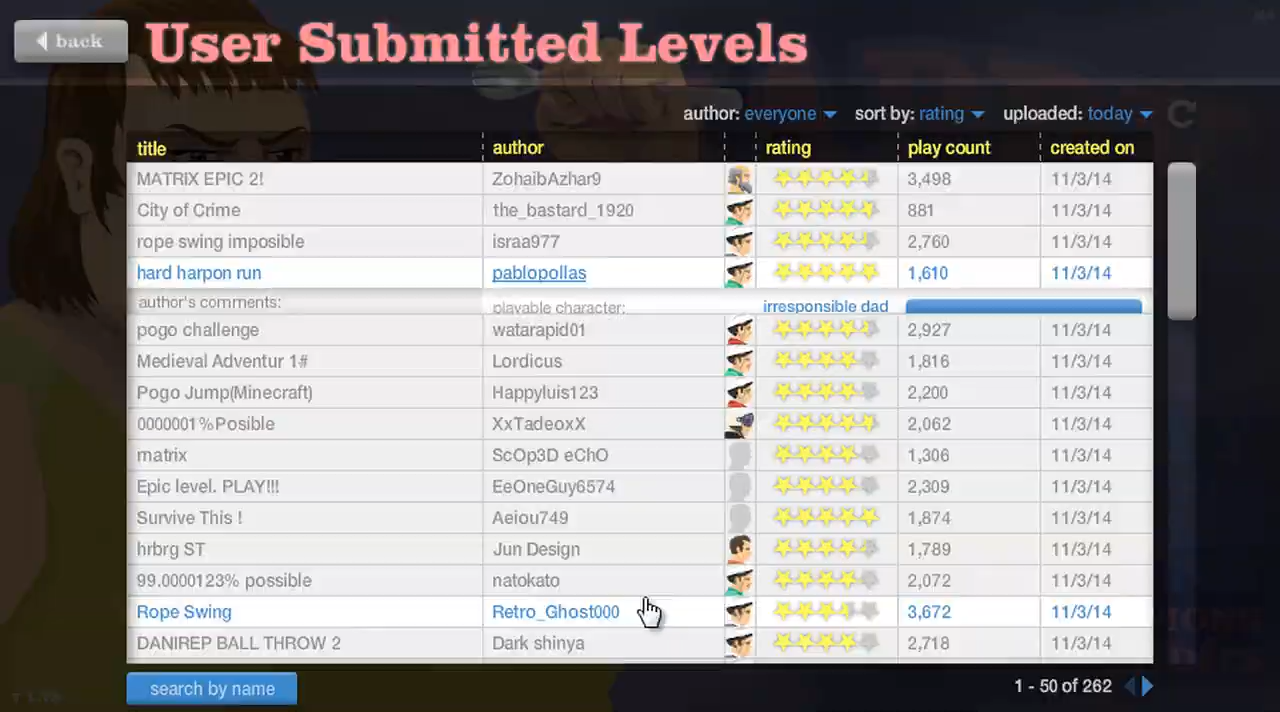 back
User Submitted Levels
author: everyone sort by: rating uploaded: today
title author rating play count created on
MATRIX EPIC 2! ZohaibAzhar9 3,498 11/3/14
City of Crime the_bastard_1920 881 11/3/14
rope swing imposible israa977 2,760 11/3/14
hard harpon run pablopollas 1,610 11/3/14
author's comments: playable character: irresponsible dad
pogo challenge watarapid01 2,927 11/3/14
Medieval Adventur 1# Lordicus 1,816 11/3/14
Pogo Jump(Minecraft) Happyluis123 2,200 11/3/14
0000001%Posible XxTadeoxX 2,062 11/3/14
matrix ScOp3D eChO 1,306 11/3/14
Epic level. PLAY!!! EeOneGuy6574 2,309 11/3/14
Survive This ! Aeiou749 1,874 11/3/14
hrbrg ST Jun Design 1,789 11/3/14
99.0000123% possible natokato 2,072 11/3/14
Rope Swing Retro_Ghost000 3,672 11/3/14
DANIREP BALL THROW 2 Dark shinya 2,718 11/3/14
search by name 1 - 50 of 262